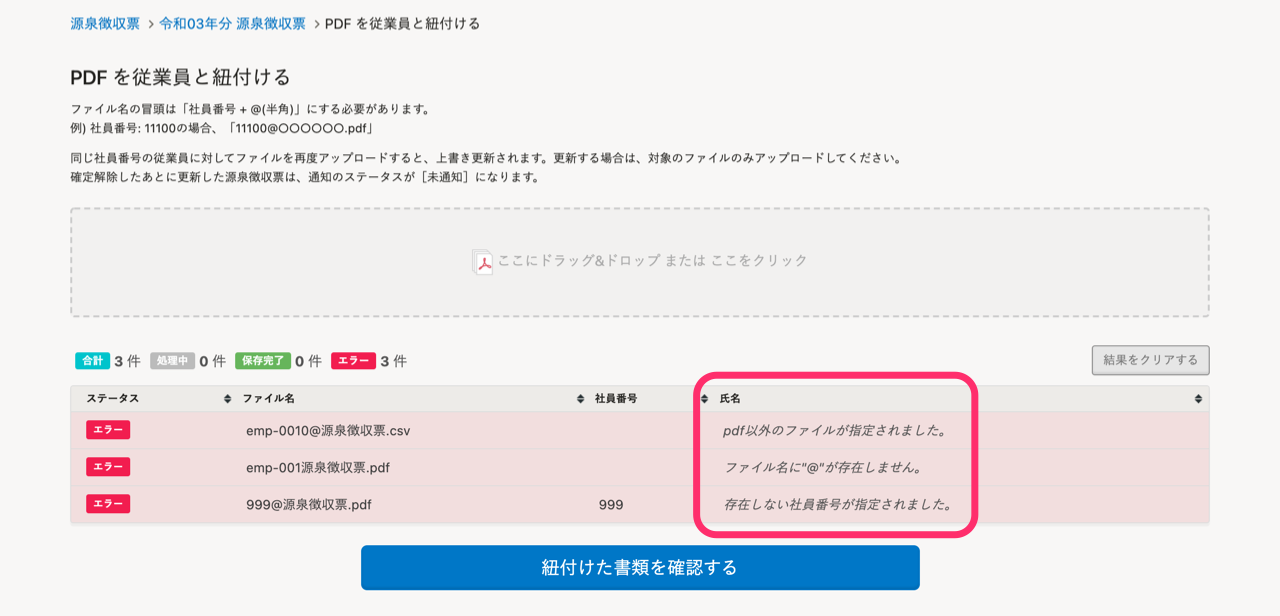 源泉徴収票 > 令和03年分 源泉徴収票 > PDF を従業員と紐付ける
PDF を従業員と紐付ける
ファイル名の冒頭は「社員番号 + @(半角)」にする必要があります。
例) 社員番号: 11100の場合、「11100@〇〇〇〇〇〇.pdf」
同じ社員番号の従業員に対してファイルを再度アップロードすると、上書き更新されます。更新する場合は、対象のファイルのみアップロードしてください。
確定解除したあとに更新した源泉徴収票は、通知のステータスが［未通知］になります。
ここにドラッグ&ドロップ または ここをクリック
合計 3 件 処理中 0 件 保存完了 0 件 エラー 3 件 結果をクリアする
ステータス ファイル名 社員番号 氏名
エラー emp-0010@源泉徴収票.csv pdf以外のファイルが指定されました。
エラー emp-001源泉徴収票.pdf ファイル名に"@"が存在しません。
エラー 999@源泉徴収票.pdf 999 存在しない社員番号が指定されました。
紐付けた書類を確認する